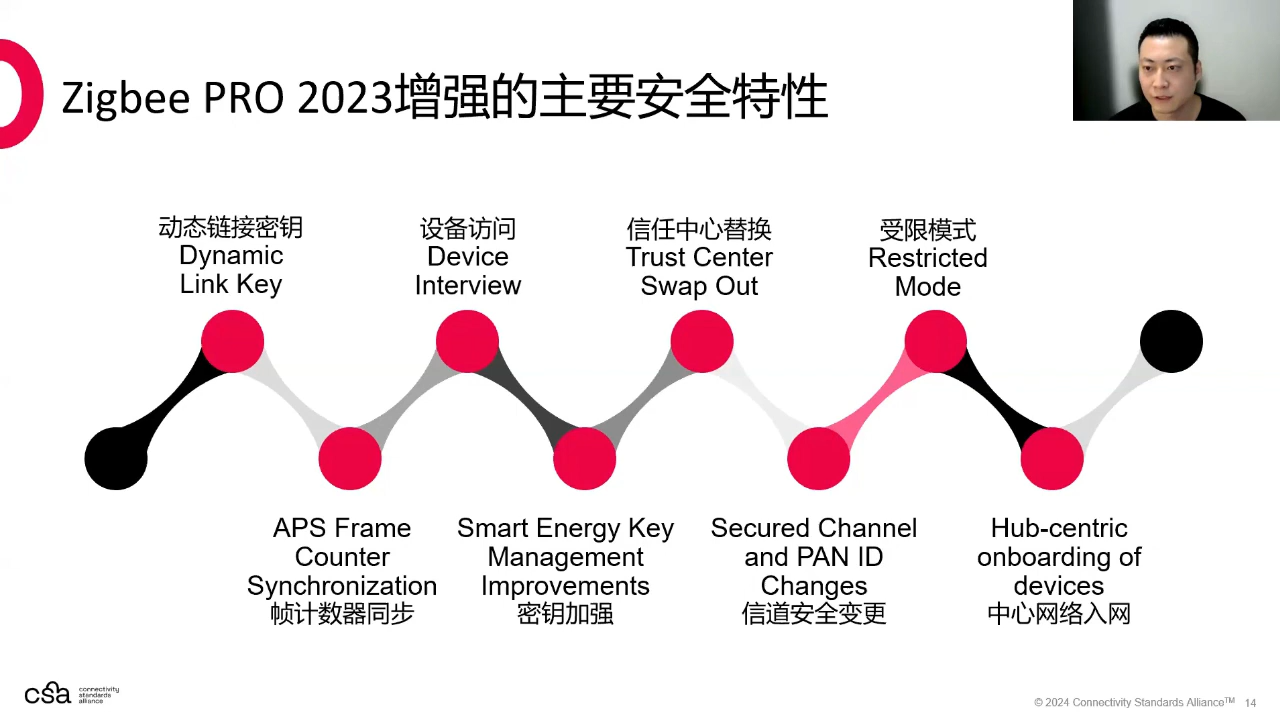 Zigbee PRO 2023增强的主要安全特性
动态链接密钥
Dynamic
Link Key
设备访问
Device
Interview
信任中心替换
Trust Center
Swap Out
受限模式
Restricted
Mode
APS Frame
Counter
Synchronization
帧计数器同步
Smart Energy Key
Management
Improvements
密钥加强
Secured Channel
and PAN ID
Changes
信道安全变更
Hub-centric
onboarding of
devices
中心网络入网
csa
connectivity
standards
alliance
© 2024 Connectivity Standards Alliance™ 14